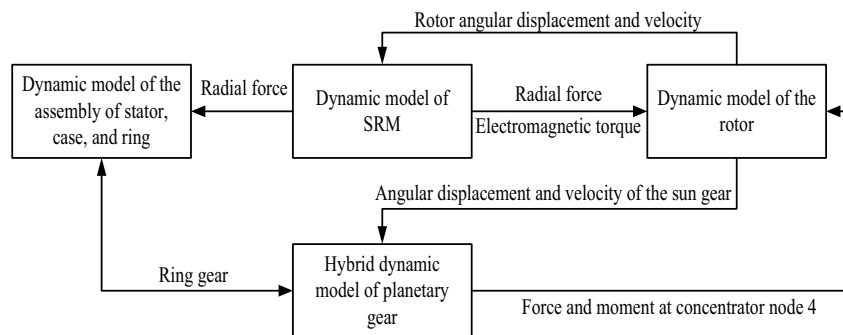 Rotor angular displacement and velocity
Dynamic model of the
assembly of stator,
case, and ring
Radial force
Dynamic model of
SRM
Radial force
Electromagnetic torque
Dynamic model of the
rotor
Angular displacement and velocity of the sun gear
Ring gear
Hybrid dynamic
model of planetary
gear
Force and moment at concentrator node 4